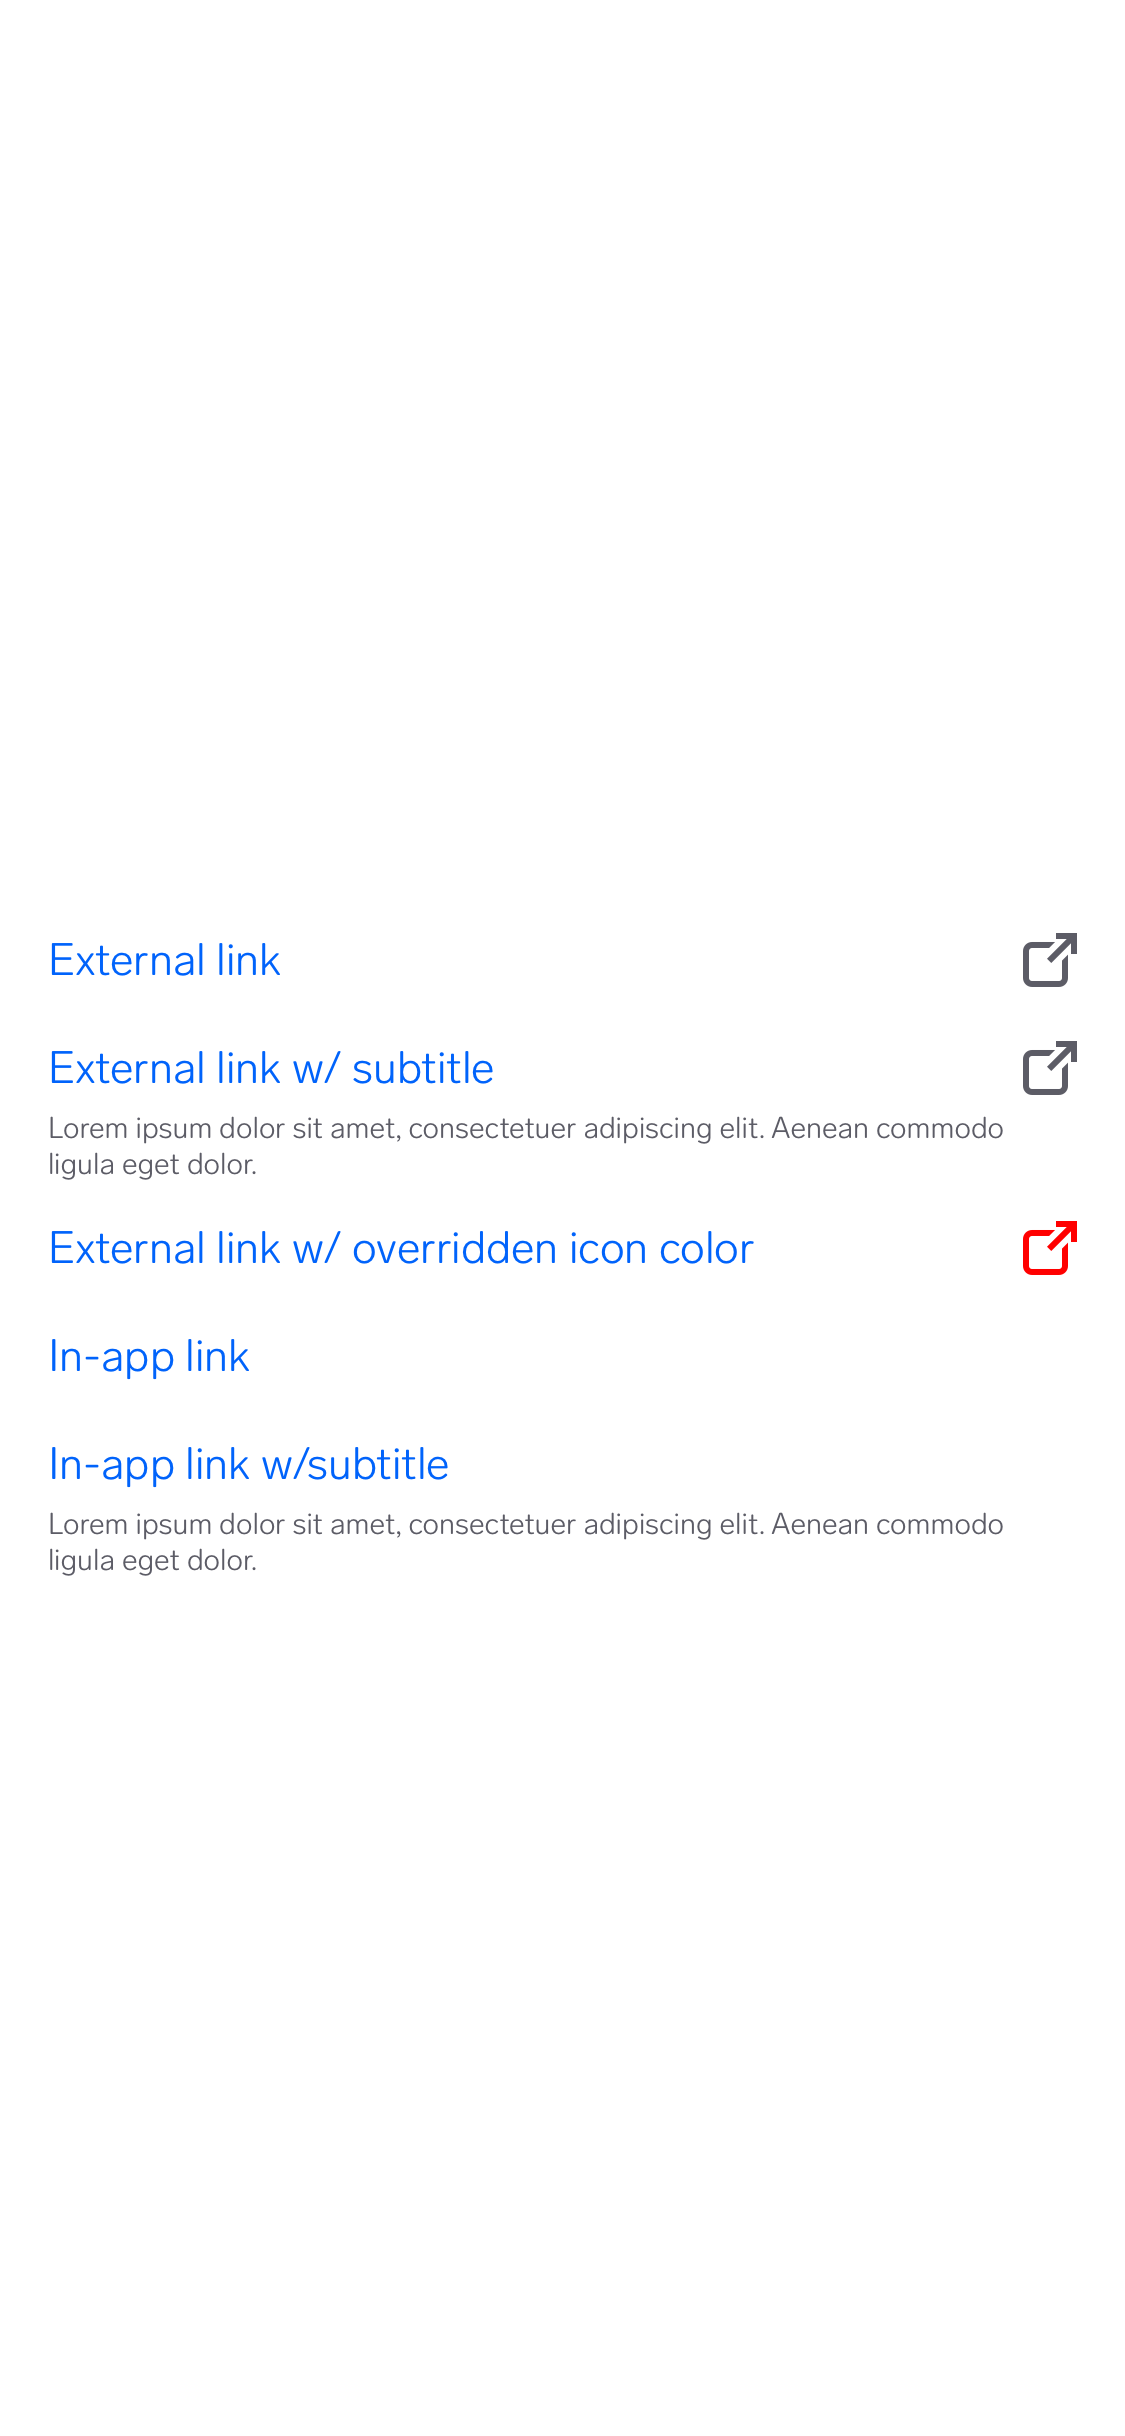 External link
External link w/ subtitle
Lorem ipsum dolor sit amet, consectetuer adipiscing elit. Aenean commodo
ligula eget dolor.
External link w/ overridden icon color
In-app link
In-app link w/subtitle
Lorem ipsum dolor sit amet, consectetuer adipiscing elit. Aenean commodo
ligula eget dolor.